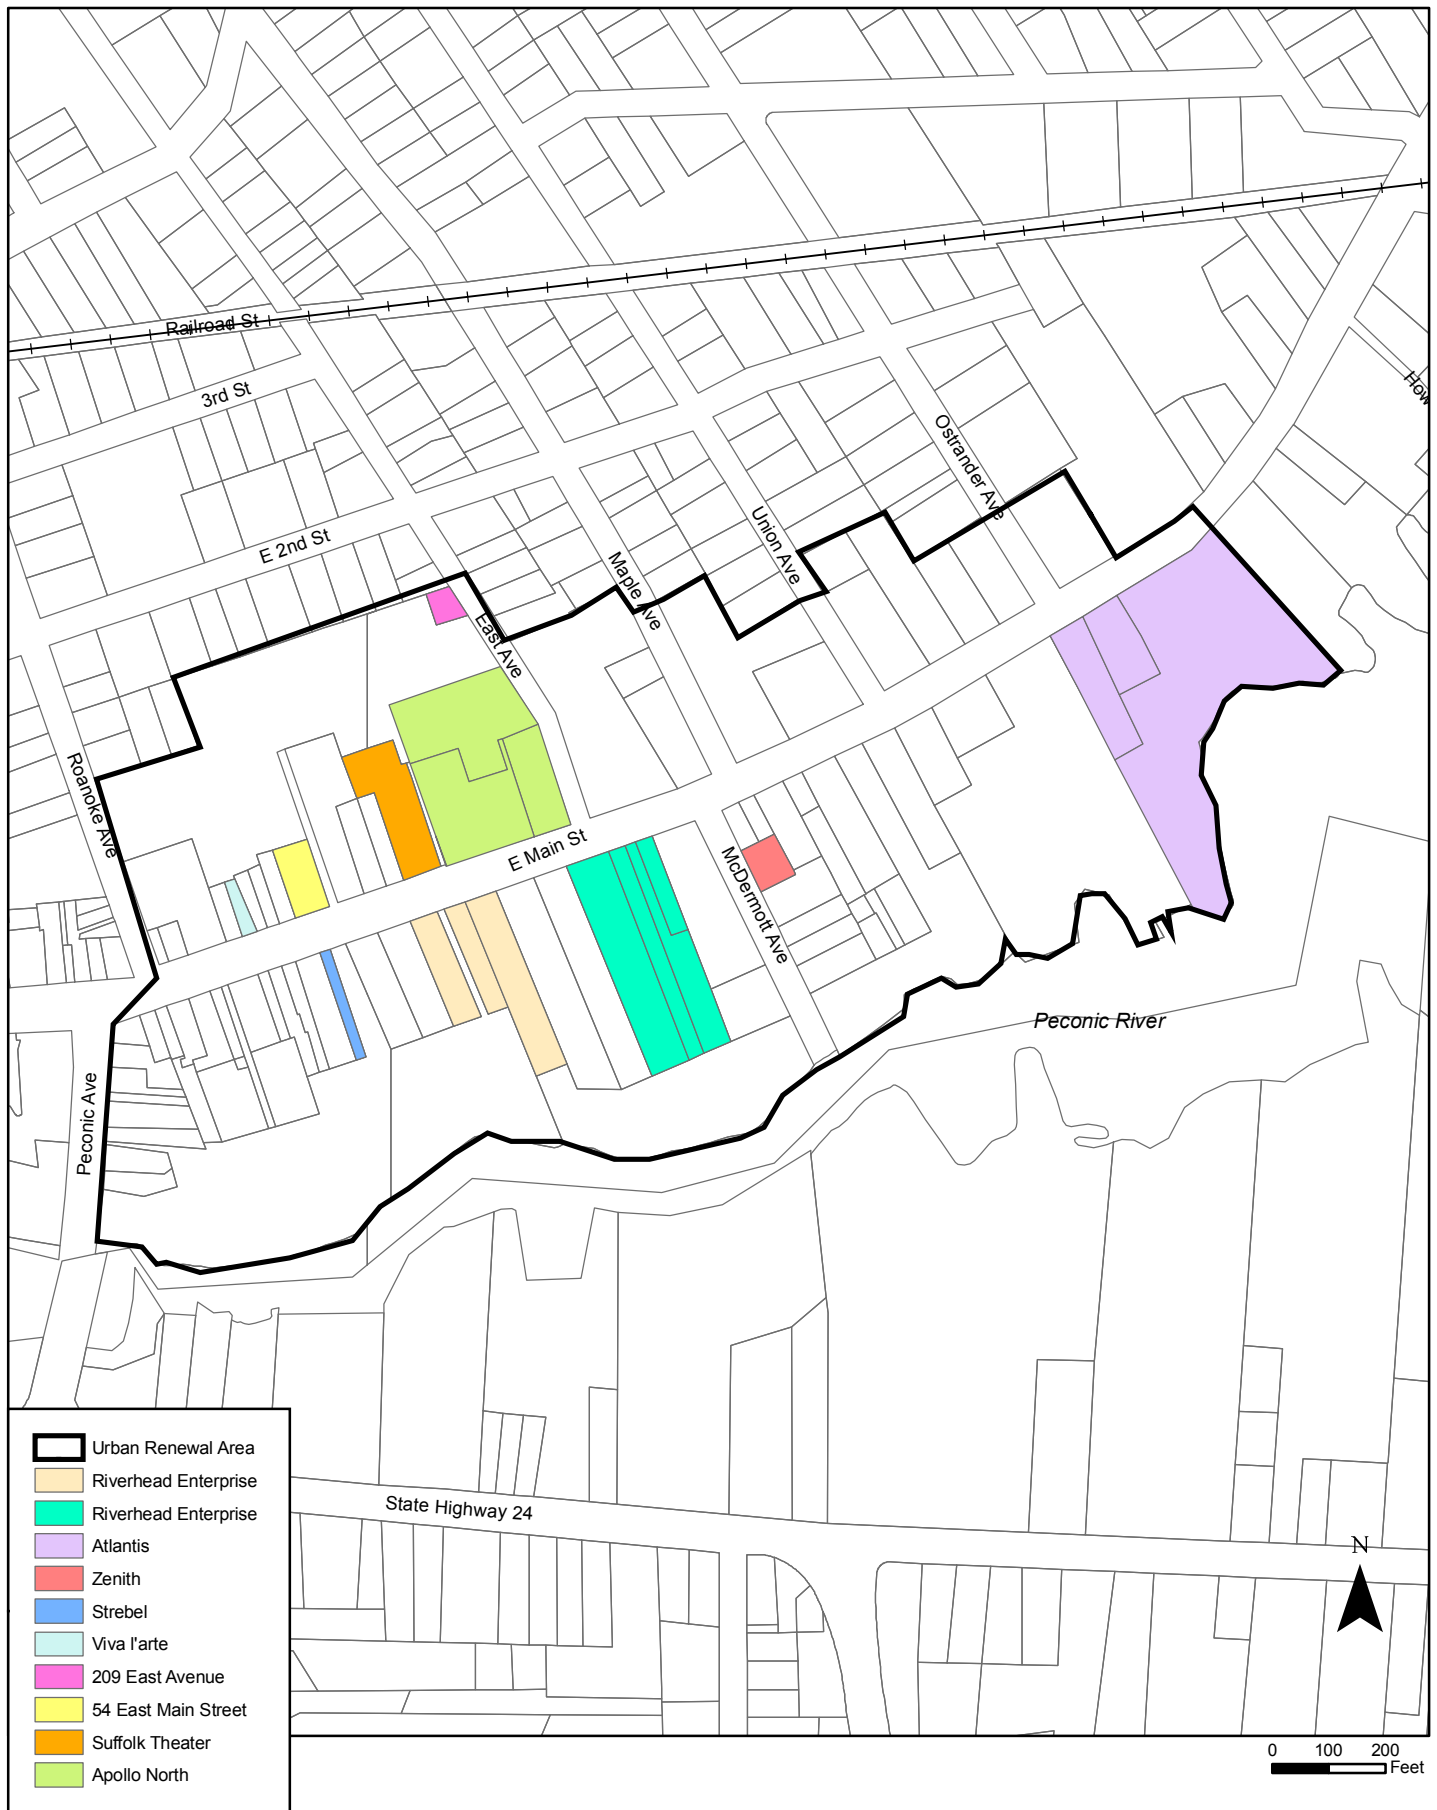 Railroad St
3rd St
How
Ostrander Ave
E 2nd St
Union Ave
Maple Ave
East Ave
Roanoke Ave
E Main St
McDermott Ave
Peconic River
Peconic Ave
Urban Renewal Area
Riverhead Enterprise
Riverhead Enterprise
Atlantis
Zenith
Strebel
Viva l'arte
209 East Avenue
54 East Main Street
Suffolk Theater
Apollo North
State Highway 24
N
0 100 200
Feet